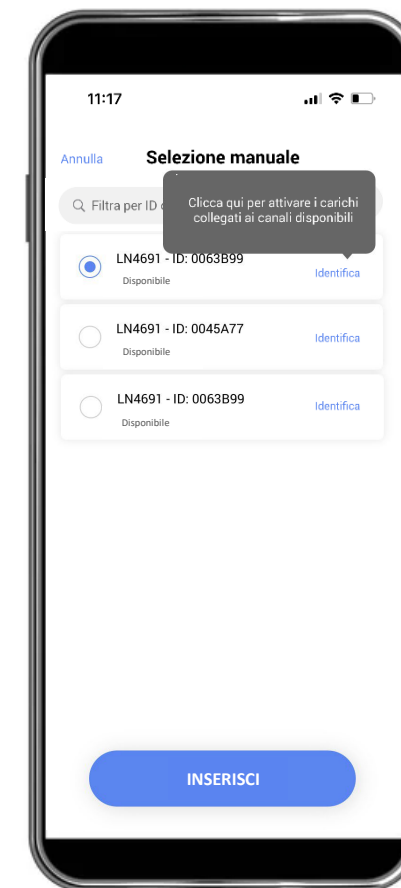 11:17
Annulla Selezione manuale
Filtra per ID
Clicca qui per attivare i carichi
collegati ai canali disponibili
LN4691 - ID: 0063B99
Disponibile
Identifica
LN4691 - ID: 0045A77
Disponibile
Identifica
LN4691 - ID: 0063B99
Disponibile
Identifica
INSERISCI